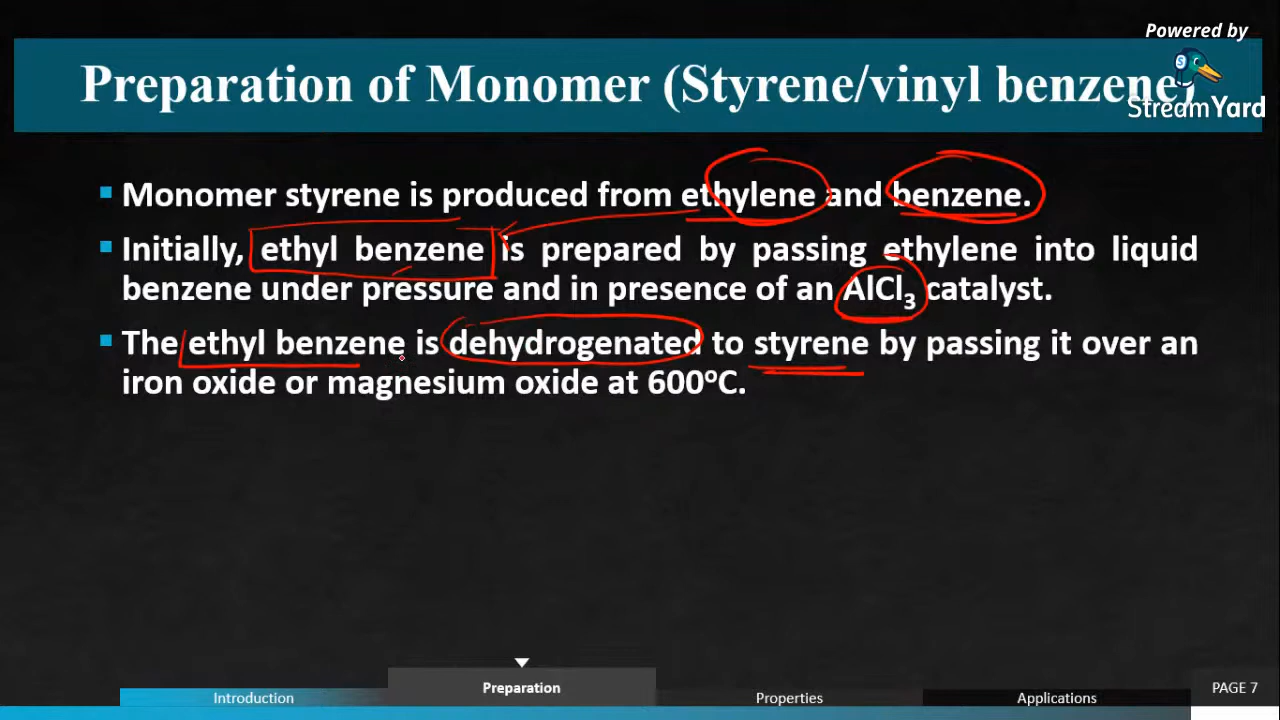 Powered by
StreamYard
Preparation of Monomer (Styrene/vinyl benzene)
▪ Monomer styrene is produced from ethylene and benzene.
▪ Initially, ethyl benzene is prepared by passing ethylene into liquid
benzene under pressure and in presence of an AlCl₃ catalyst.
▪ The ethyl benzene is dehydrogenated to styrene by passing it over an
iron oxide or magnesium oxide at 600ᵒC.
Introduction
Preparation
Properties
Applications
PAGE 7